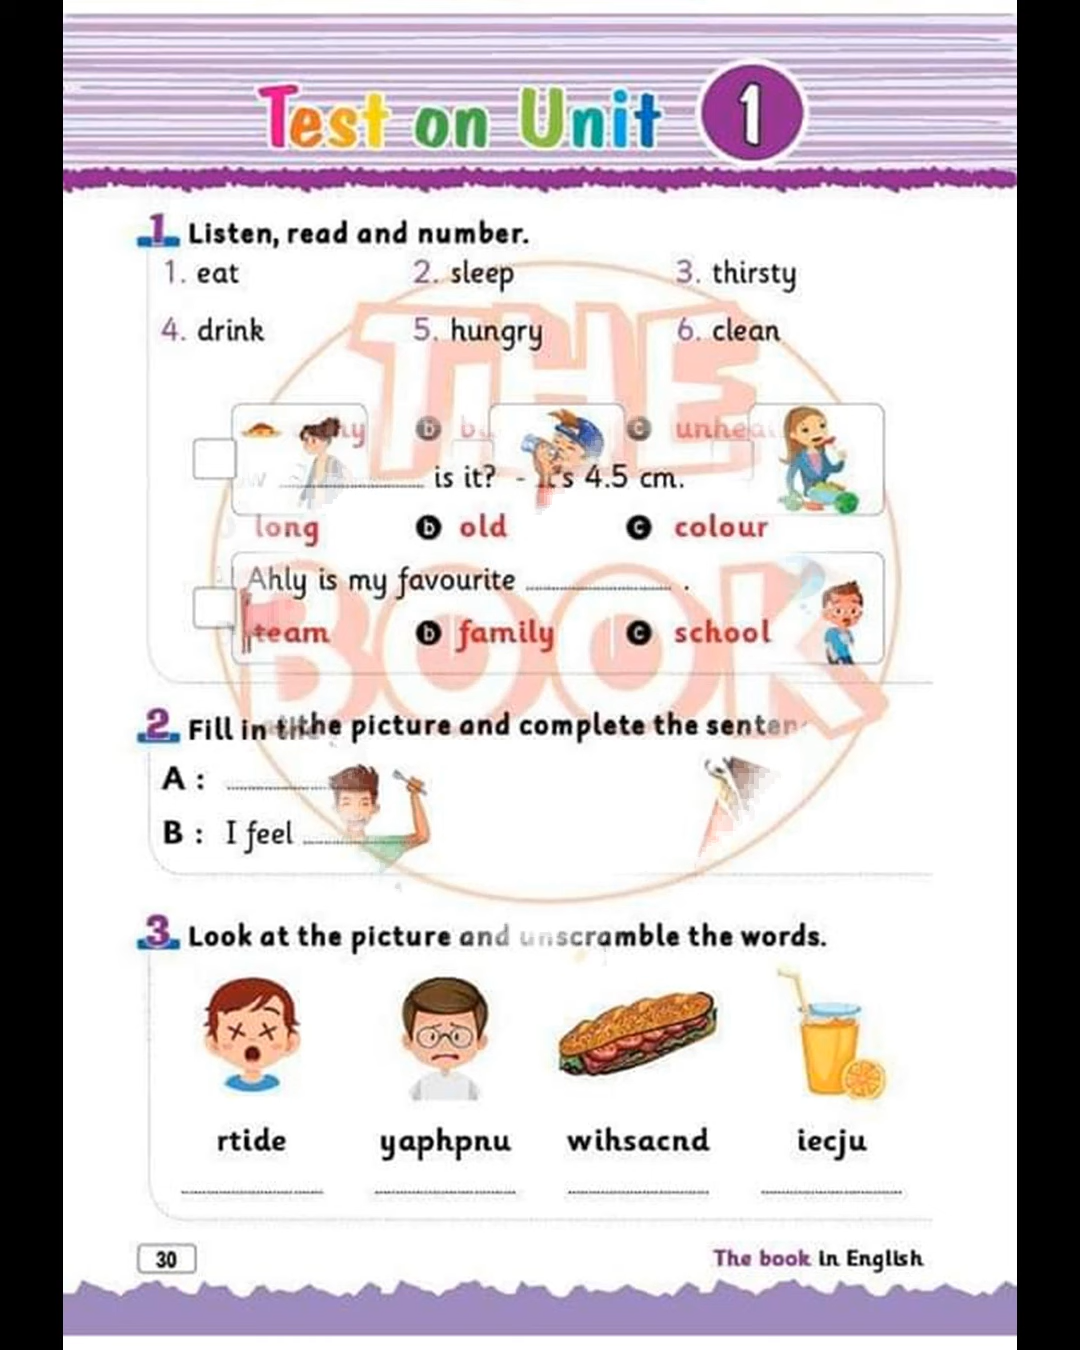 Test on Unit 1
1 Listen, read and number.
1. eat 2. sleep 3. thirsty
4. drink 5. hungry 6. clean
b c
is it? - It's 4.5 cm.
long b old c colour
Ahly is my favourite .
team b family c school
2 Fill in the picture and complete the
A :
B : I feel
3 Look at the picture and unscramble the words.
rtide yaphpnu wihsacnd iecju
30 The book in English
THE
BOOK